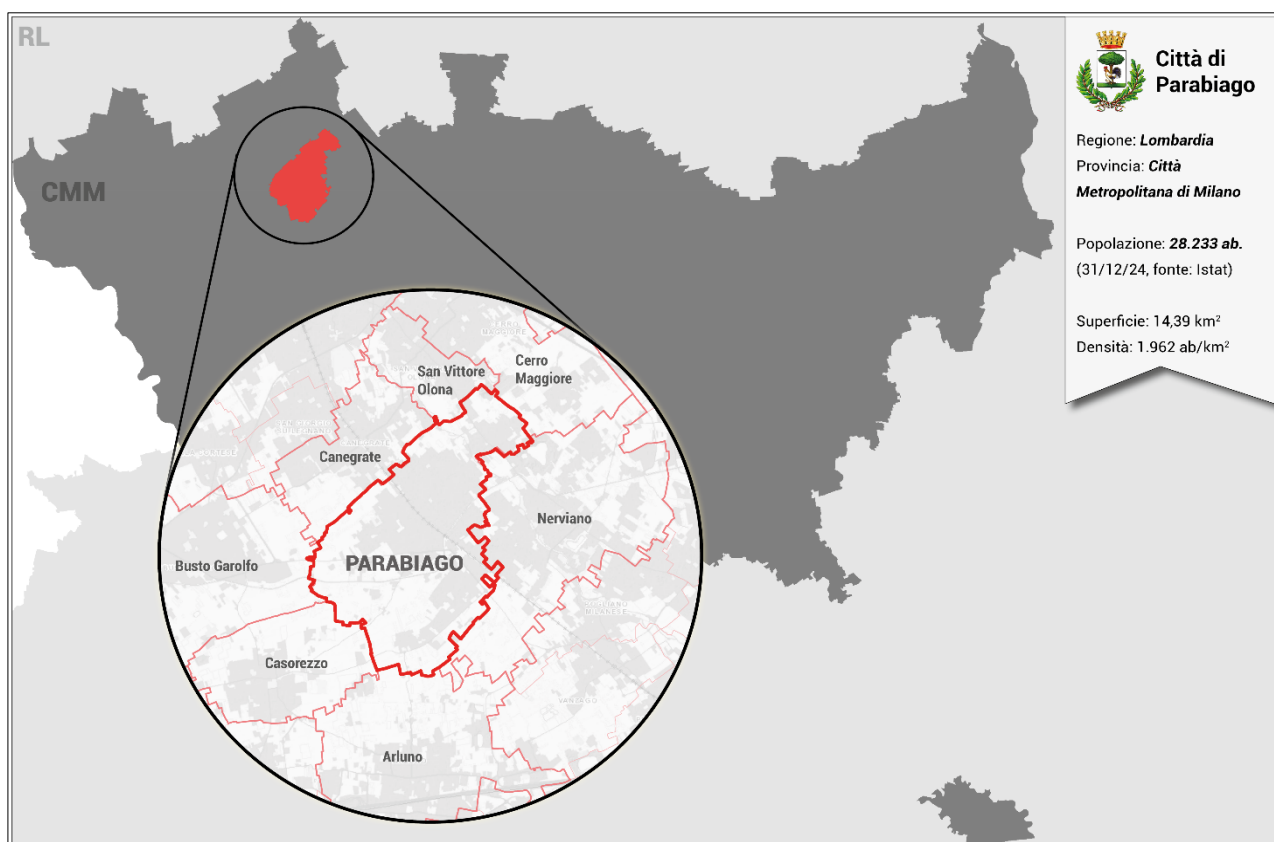 RL
CMM
Città di
Parabiago
Regione: Lombardia
Provincia: Città
Metropolitana di Milano
Popolazione: 28.233 ab.
(31/12/24, fonte: Istat)
Superficie: 14,39 km²
Densità: 1.962 ab/km²
San Vittore
Olona
Cerro
Maggiore
Canegrate
CANEGRATE
Nerviano
PARABIAGO
Busto Garolfo
Casorezzo
VANZAGO
Arluno